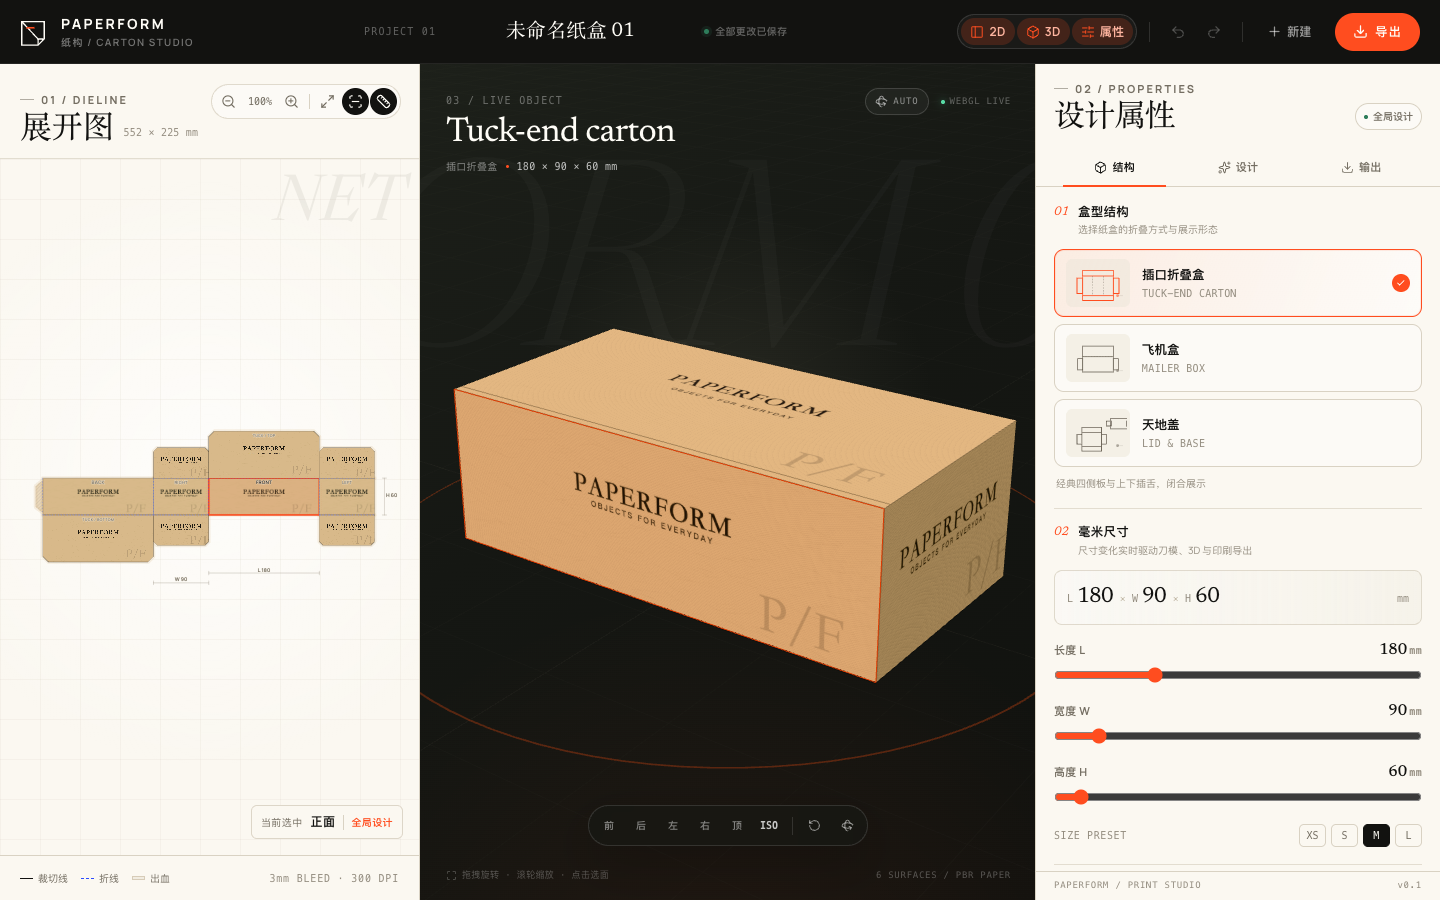 PAPERFORM
纸构 / CARTON STUDIO
PROJECT 01
未命名纸盒 01
全部更改已保存
2D
3D
属性
新建
导出
01 / DIELINE
展开图
552 × 225 mm
100%
NET
BACK
RIGHT
FRONT
LEFT
PAPERFORM
PAPERFORM
PAPERFORM
PAPERFORM
P/F
H 60
L 180
W 90
当前选中 正面
全局设计
裁切线
折线
出血
3mm BLEED · 300 DPI
03 / LIVE OBJECT
Tuck-end carton
插口折叠盒 • 180 × 90 × 60 mm
AUTO
WEBGL LIVE
PAPERFORM
OBJECTS FOR EVERYDAY
P/F
PAPERFORM
OBJECTS FOR EVERYDAY
P/F
PAPERFORM
OBJECTS FOR EVERYDAY
前
后
左
右
顶
ISO
拖拽旋转 · 滚轮缩放 · 点击选面
6 SURFACES / PBR PAPER
02 / PROPERTIES
设计属性
全局设计
结构
设计
输出
01 盒型结构
选择纸盒的折叠方式与展示形态
插口折叠盒
TUCK-END CARTON
飞机盒
MAILER BOX
天地盖
LID & BASE
经典四侧板与上下插舌，闭合展示
02 毫米尺寸
尺寸变化实时驱动刀模、3D 与印刷导出
L 180 × W 90 × H 60
mm
长度 L
180 mm
宽度 W
90 mm
高度 H
60 mm
SIZE PRESET
XS
S
M
L
PAPERFORM / PRINT STUDIO
v0.1